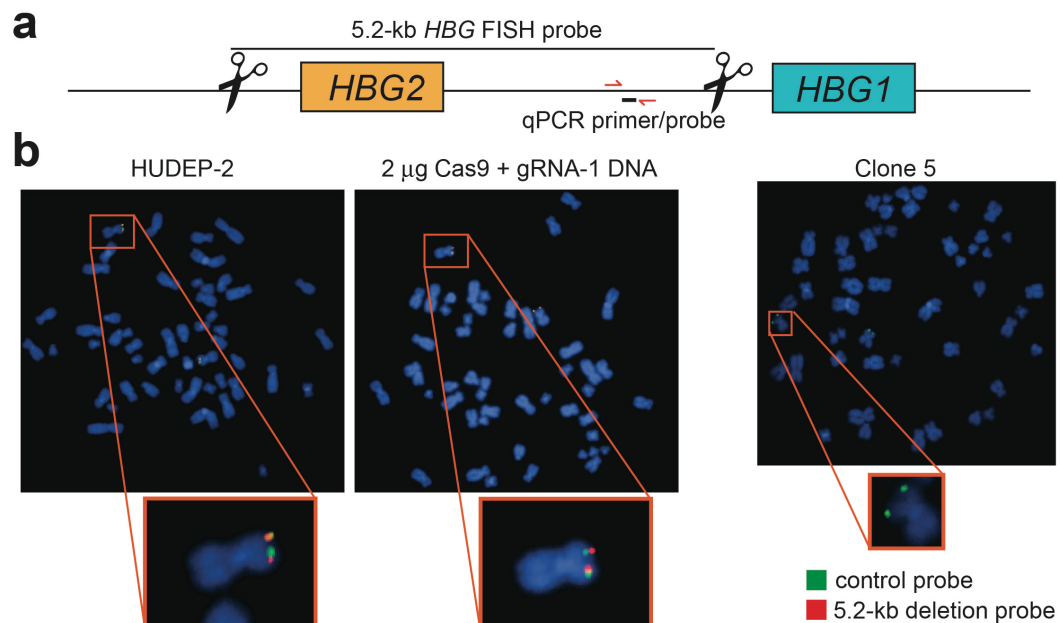 a
5.2-kb HBG FISH probe
HBG2
HBG1
qPCR primer/probe
b
HUDEP-2
2 μg Cas9 + gRNA-1 DNA
Clone 5
control probe
5.2-kb deletion probe